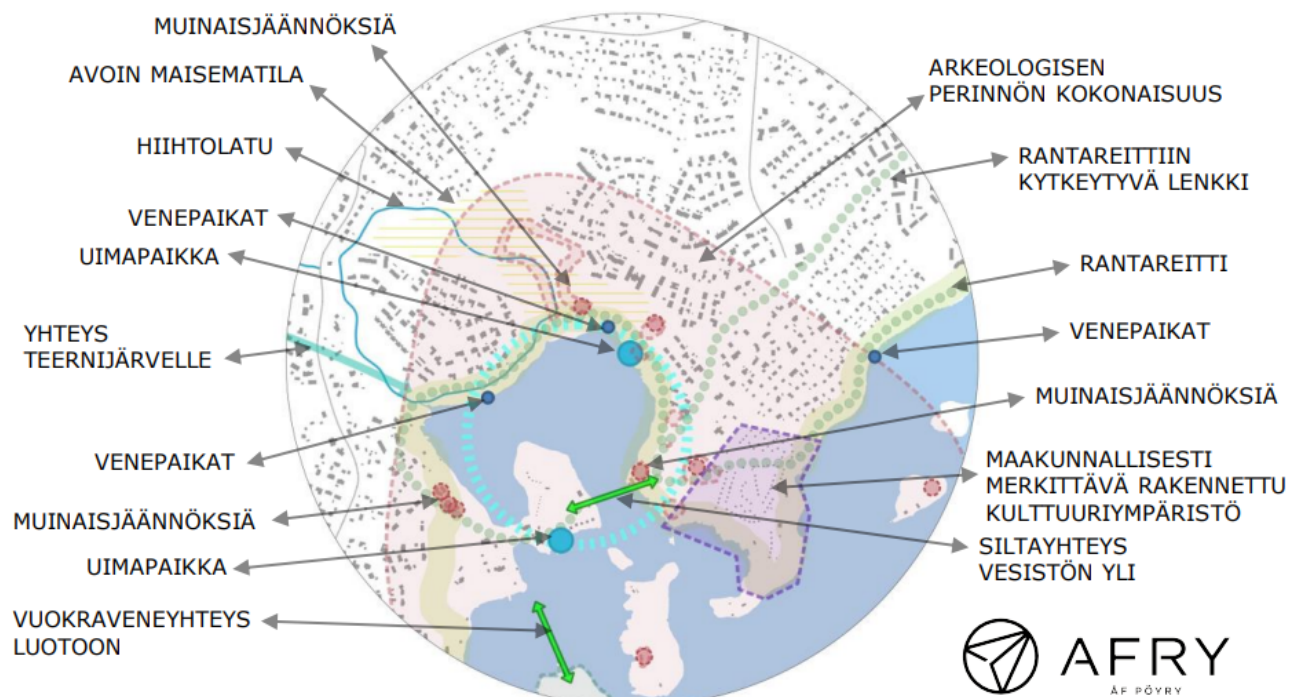 MUINAISJÄÄNNÖKSIÄ
AVOIN MAISEMATILA
HIIHTOLATU
VENEPAIKAT
UIMAPAIKKA
YHTEYS
TEERNIJÄRVELLE
VENEPAIKAT
MUINAISJÄÄNNÖKSIÄ
UIMAPAIKKA
VUOKRAVENEYHTEYS
LUOTOON
ARKEOLOGISEN
PERINNÖN KOKONAISUUS
RANTAREITTIIN
KYTKEYTYVÄ LENKKI
RANTAREITTI
VENEPAIKAT
MUINAISJÄÄNNÖKSIÄ
MAAKUNNALLISESTI
MERKITTÄVÄ RAKENNETTU
KULTTUURIYMPÄRISTÖ
SILTAYHTEYS
VESISTÖN YLI
AFRY
ÅF PÖYRY